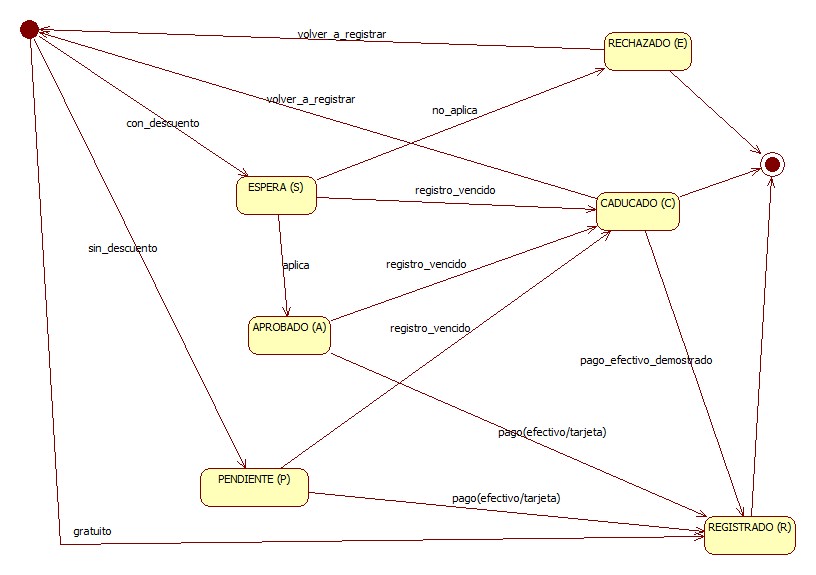 volver_a_registrar
RECHAZADO (E)
volver_a_registrar
no_aplica
con_descuento
ESPERA (S)
registro_vencido
CADUCADO (C)
sin_descuento
aplica
registro_vencido
APROBADO (A)
registro_vencido
pago_efectivo_demostrado
pago(efectivo/tarjeta)
PENDIENTE (P)
pago(efectivo/tarjeta)
gratuito
REGISTRADO (R)